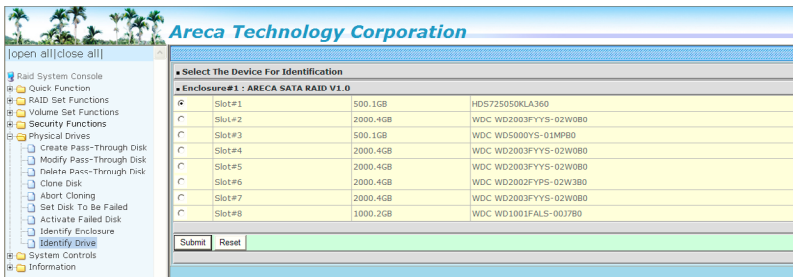 Areca Technology Corporation
|open all|close all|
Raid System Console
Quick Function
RAID Set Functions
Volume Set Functions
Security Functions
Physical Drives
Create Pass-Through Disk
Modify Pass-Through Disk
Delete Pass-Through Disk
Clone Disk
Abort Cloning
Set Disk To Be Failed
Activate Failed Disk
Identify Enclosure
Identify Drive
System Controls
Information
Select The Device For Identification
Enclosure#1 : ARECA SATA RAID V1.0
Slot#1 500.1GB HDS725050KLA360
Slot#2 2000.4GB WDC WD2003FYYS-02W0B0
Slot#3 500.1GB WDC WD5000YS-01MPB0
Slot#4 2000.4GB WDC WD2003FYYS-02W0B0
Slot#5 2000.4GB WDC WD2003FYYS-02W0B0
Slot#6 2000.4GB WDC WD2002FYPS-02W3B0
Slot#7 2000.4GB WDC WD2003FYYS-02W0B0
Slot#8 1000.2GB WDC WD1001FALS-00J7B0
Submit Reset